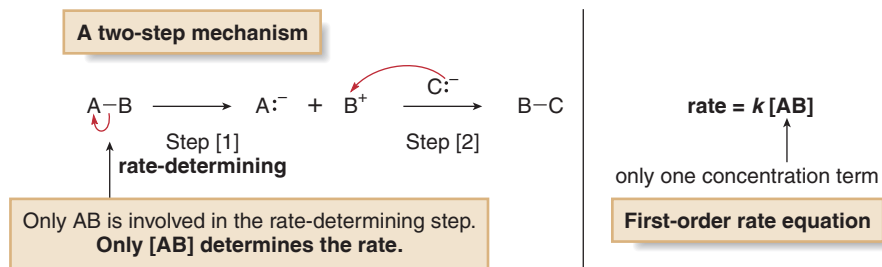 A two-step mechanism
A–B A:⁻ + B⁺ C:⁻ B–C
Step [1] Step [2]
rate-determining
Only AB is involved in the rate-determining step.
Only [AB] determines the rate.
rate = k [AB]
only one concentration term
First-order rate equation